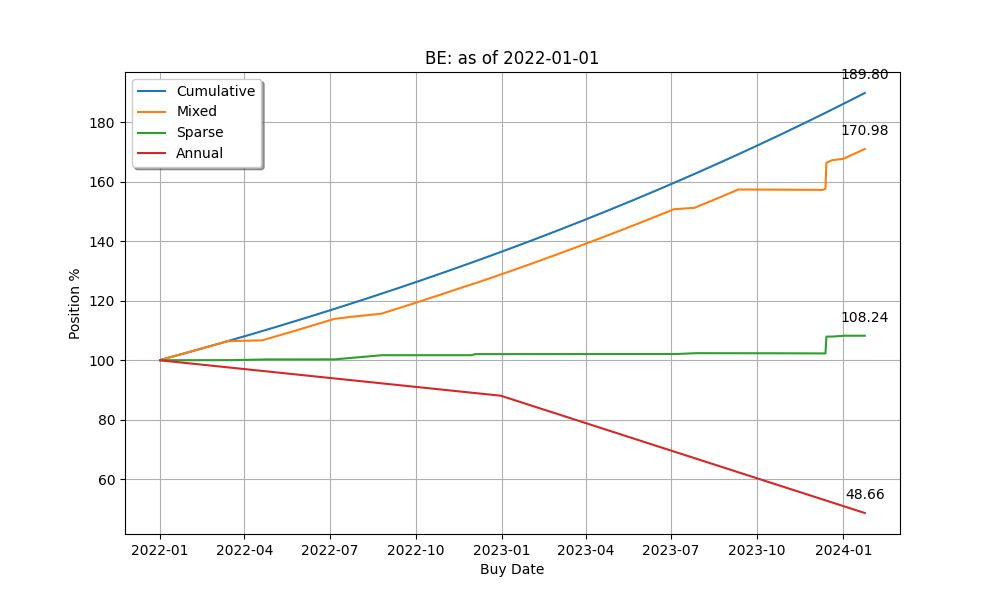 BE: as of 2022-01-01
189.80
Cumulative
Mixed
Sparse
Annual
170.98
108.24
48.66
180
160
140
120
100
80
60
Position %
2022-01 2022-04 2022-07 2022-10 2023-01 2023-04 2023-07 2023-10 2024-01
Buy Date